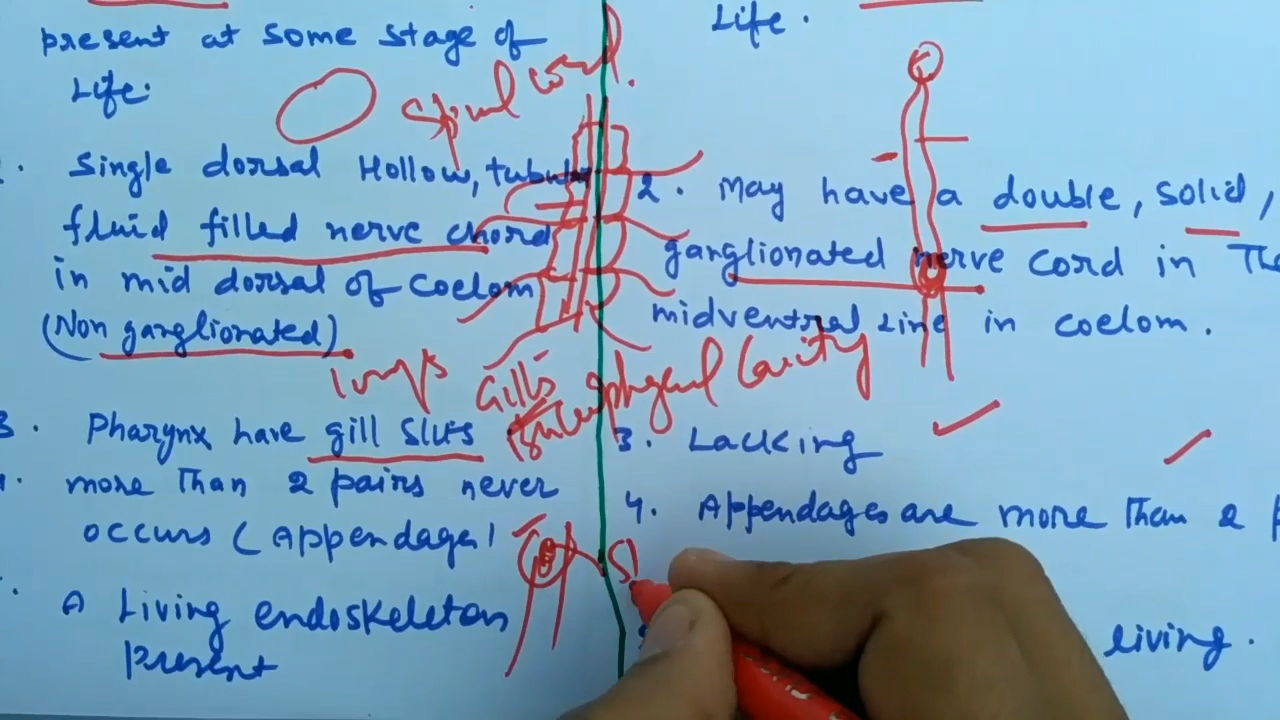 present at some stage of
Life.
Life.
Spinal cord.
Single dorsal Hollow, tubular
fluid filled nerve chord
in mid dorsal of coelom
(Non ganglionated)
2. May have a double, solid,
ganglionated nerve cord in The
midventral Line in coelom.
lungs Gills
Cavity
3. Pharynx have gill slits
3. Lacking
more Than 2 pairs never
occurs (Appendages)
4. Appendages are more Than 2 p
A Living endoskeleton
Present
living.